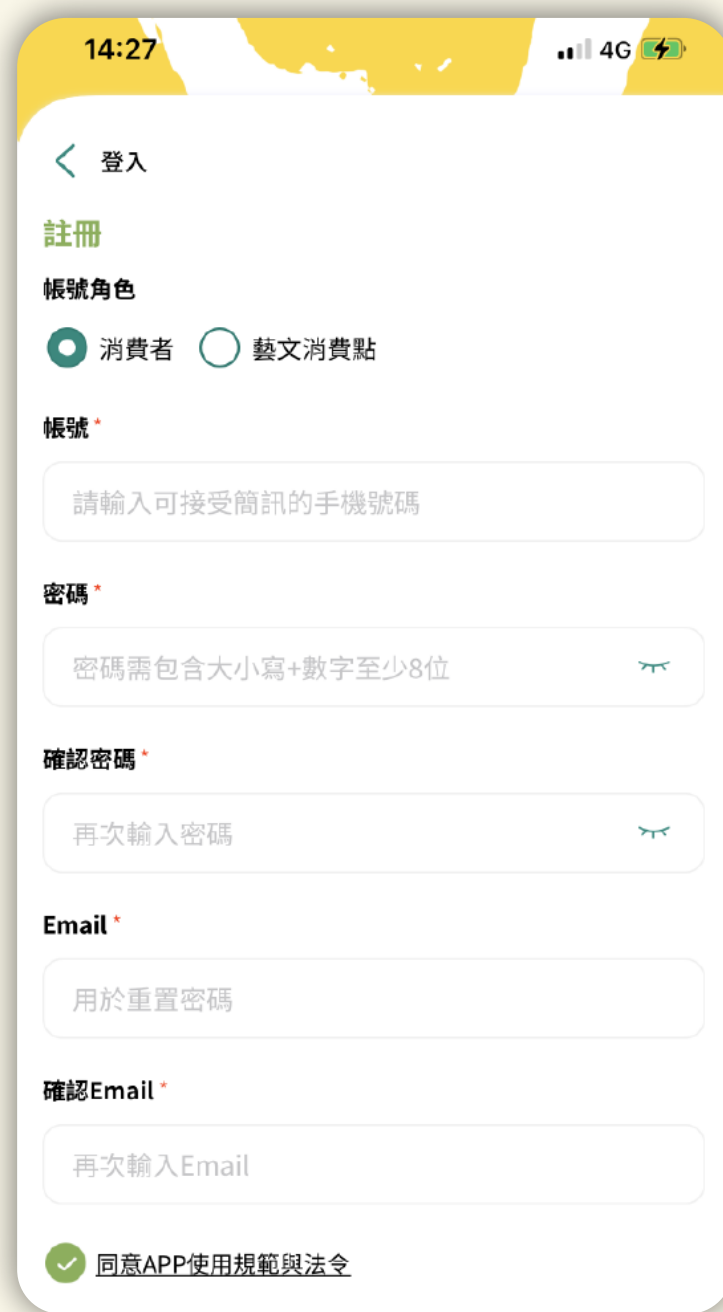 14:27 4G
登入
註冊
帳號角色
消費者 藝文消費點
帳號*
請輸入可接受簡訊的手機號碼
密碼*
密碼需包含大小寫+數字至少8位
確認密碼*
再次輸入密碼
Email*
用於重置密碼
確認Email*
再次輸入Email
同意APP使用規範與法令